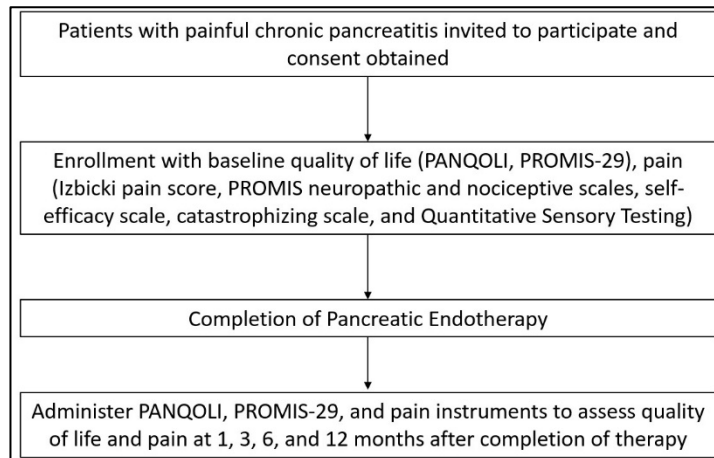 Patients with painful chronic pancreatitis invited to participate and
consent obtained
Enrollment with baseline quality of life (PANQOLI, PROMIS-29), pain
(Izbicki pain score, PROMIS neuropathic and nociceptive scales, self-
efficacy scale, catastrophizing scale, and Quantitative Sensory Testing)
Completion of Pancreatic Endotherapy
Administer PANQOLI, PROMIS-29, and pain instruments to assess quality
of life and pain at 1, 3, 6, and 12 months after completion of therapy